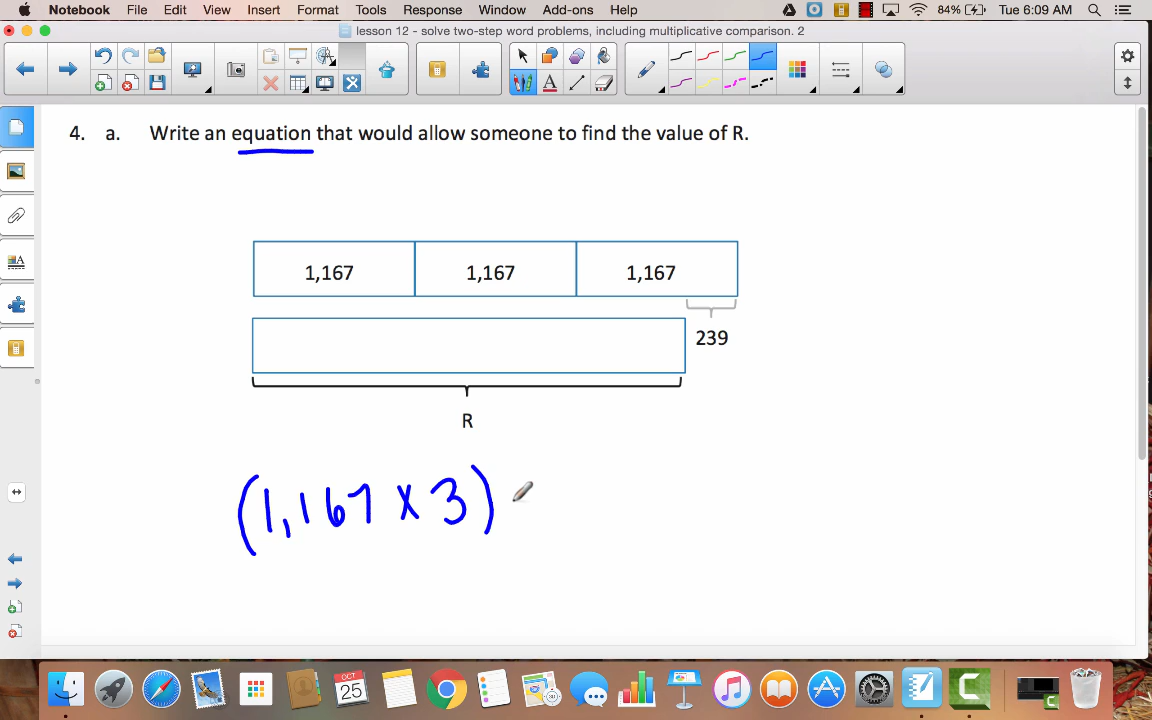 Notebook File Edit View Insert Format Tools Response Window Add-ons Help 84% Tue 6:09 AM
lesson 12 - solve two-step word problems, including multiplicative comparison. 2
4. a. Write an equation that would allow someone to find the value of R.
1,167 1,167 1,167
239
R
(1,167 x 3)
OCT
25